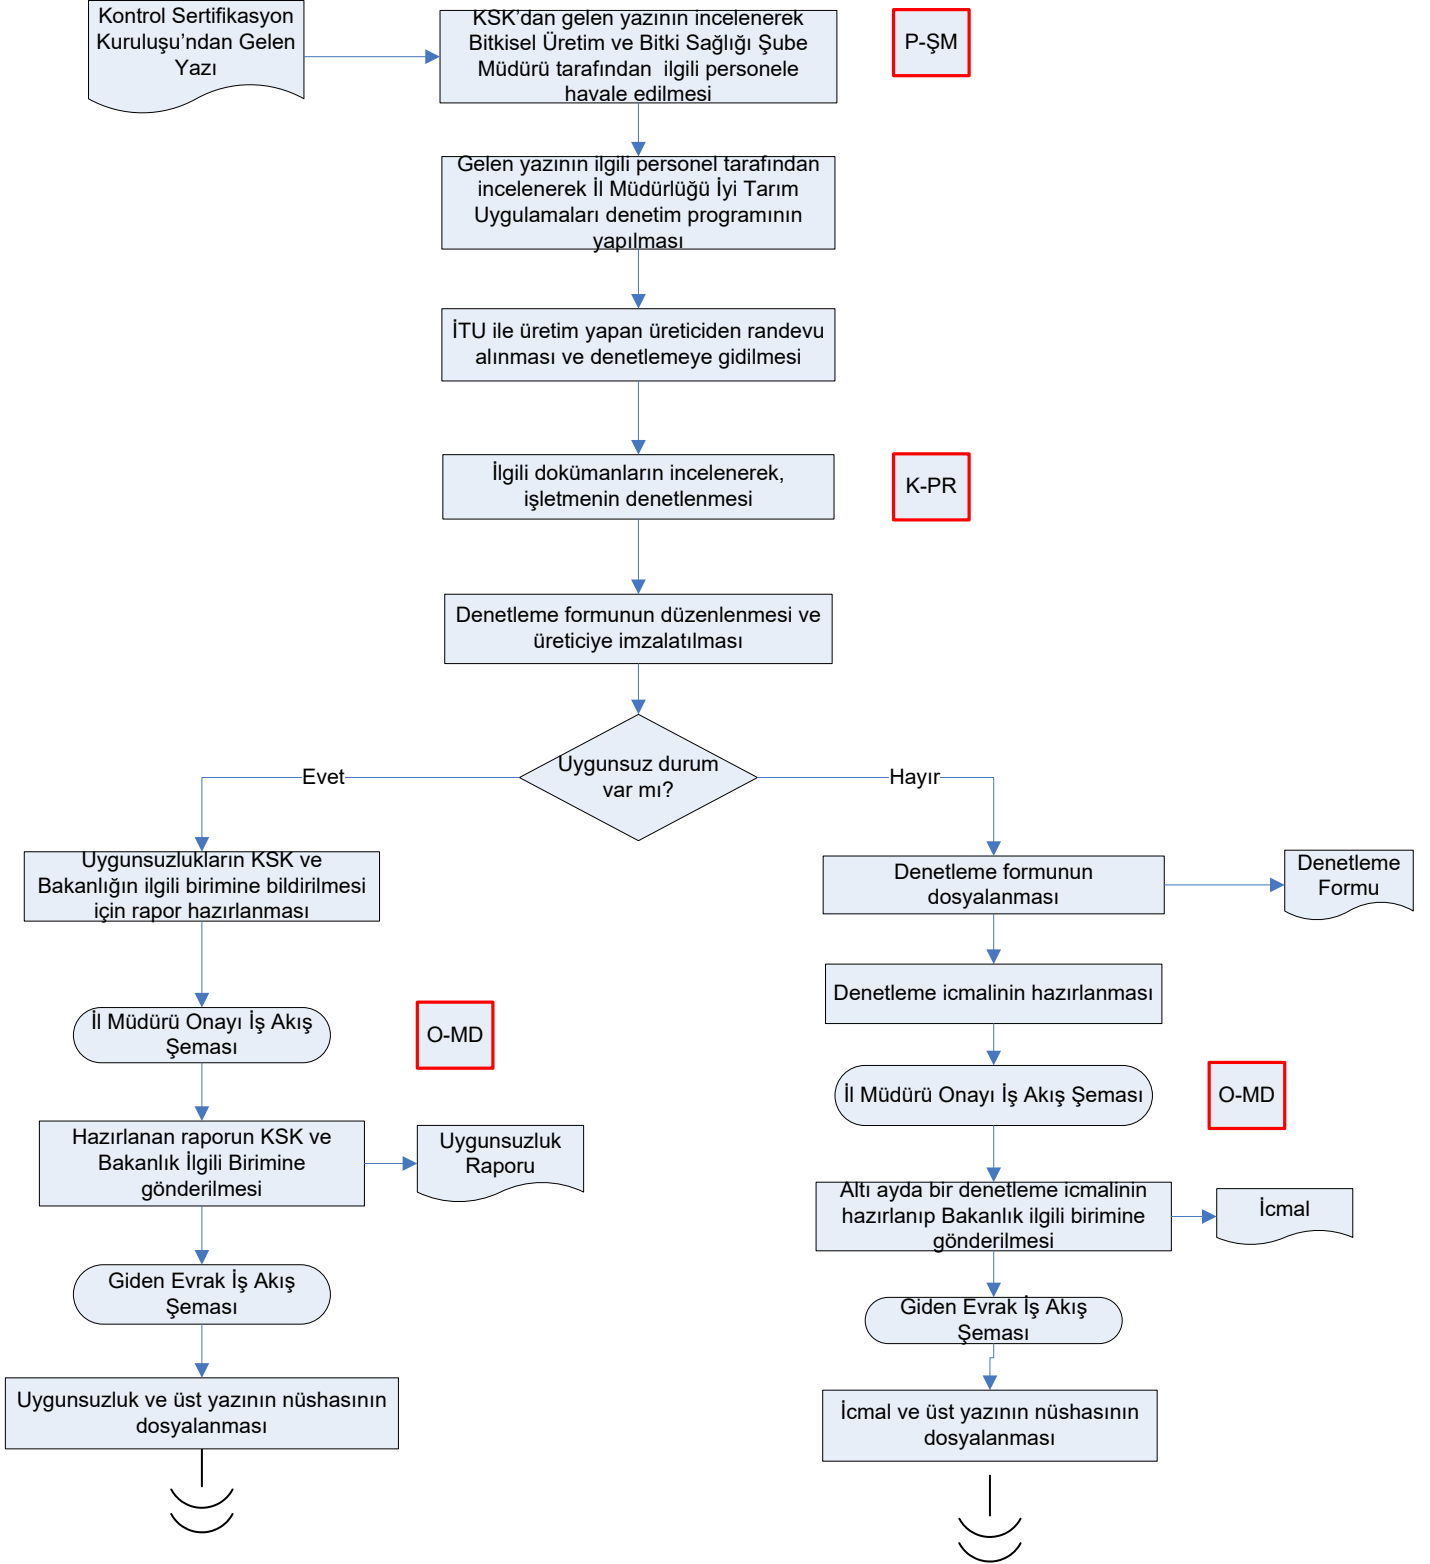 Kontrol Sertifikasyon
Kuruluşu’ndan Gelen
Yazı
KSK’dan gelen yazının incelenerek
Bitkisel Üretim ve Bitki Sağlığı Şube
Müdürü tarafından  ilgili personele
havale edilmesi
P-ŞM
Gelen yazının ilgili personel tarafından
incelenerek İl Müdürlüğü İyi Tarım
Uygulamaları denetim programının
yapılması
İTU ile üretim yapan üreticiden randevu
alınması ve denetlemeye gidilmesi
İlgili dokümanların incelenerek,
işletmenin denetlenmesi
K-PR
Denetleme formunun düzenlenmesi ve
üreticiye imzalatılması
Uygunsuz durum
var mı?
Evet
Hayır
Uygunsuzlukların KSK ve
Bakanlığın ilgili birimine bildirilmesi
için rapor hazırlanması
İl Müdürü Onayı İş Akış
Şeması
O-MD
Hazırlanan raporun KSK ve
Bakanlık İlgili Birimine
gönderilmesi
Uygunsuzluk
Raporu
Giden Evrak İş Akış
Şeması
Uygunsuzluk ve üst yazının nüshasının
dosyalanması
Denetleme formunun
dosyalanması
Denetleme
Formu
Denetleme icmalinin hazırlanması
İl Müdürü Onayı İş Akış Şeması
O-MD
Altı ayda bir denetleme icmalinin
hazırlanıp Bakanlık ilgili birimine
gönderilmesi
İcmal
Giden Evrak İş Akış
Şeması
İcmal ve üst yazının nüshasının
dosyalanması